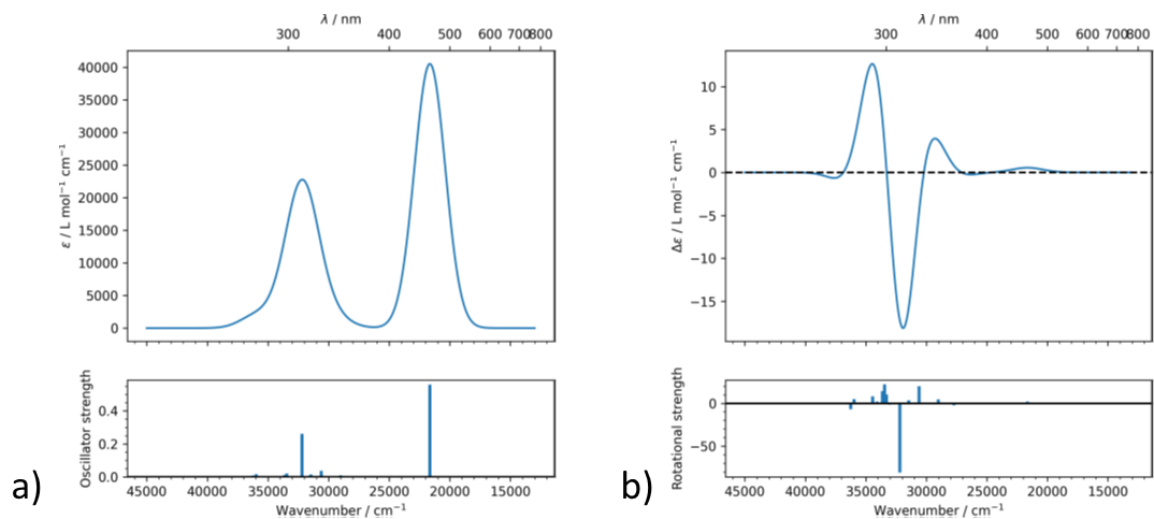 λ / nm
300 400 500 600 700 800
40000
35000
30000
25000
20000
15000
10000
5000
0
ε / L mol⁻¹ cm⁻¹
0.4
0.2
0.0
Oscillator strength
45000 40000 35000 30000 25000 20000 15000
Wavenumber / cm⁻¹
a)
λ / nm
300 400 500 600 700 800
10
5
0
−5
−10
−15
Δε / L mol⁻¹ cm⁻¹
0
−50
Rotational strength
45000 40000 35000 30000 25000 20000 15000
Wavenumber / cm⁻¹
b)